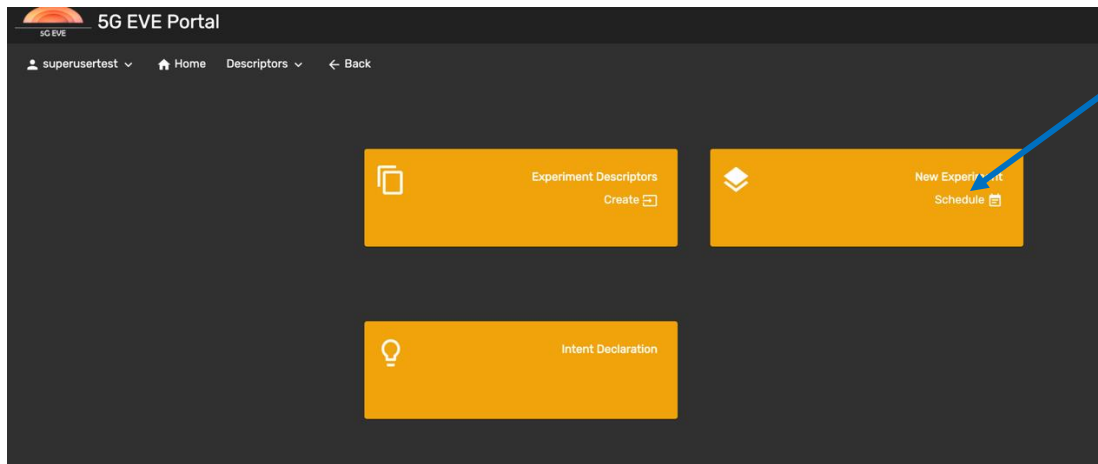 5G EVE
5G EVE Portal
superusertest Home Descriptors Back
Experiment Descriptors
Create
New Experiment
Schedule
Intent Declaration